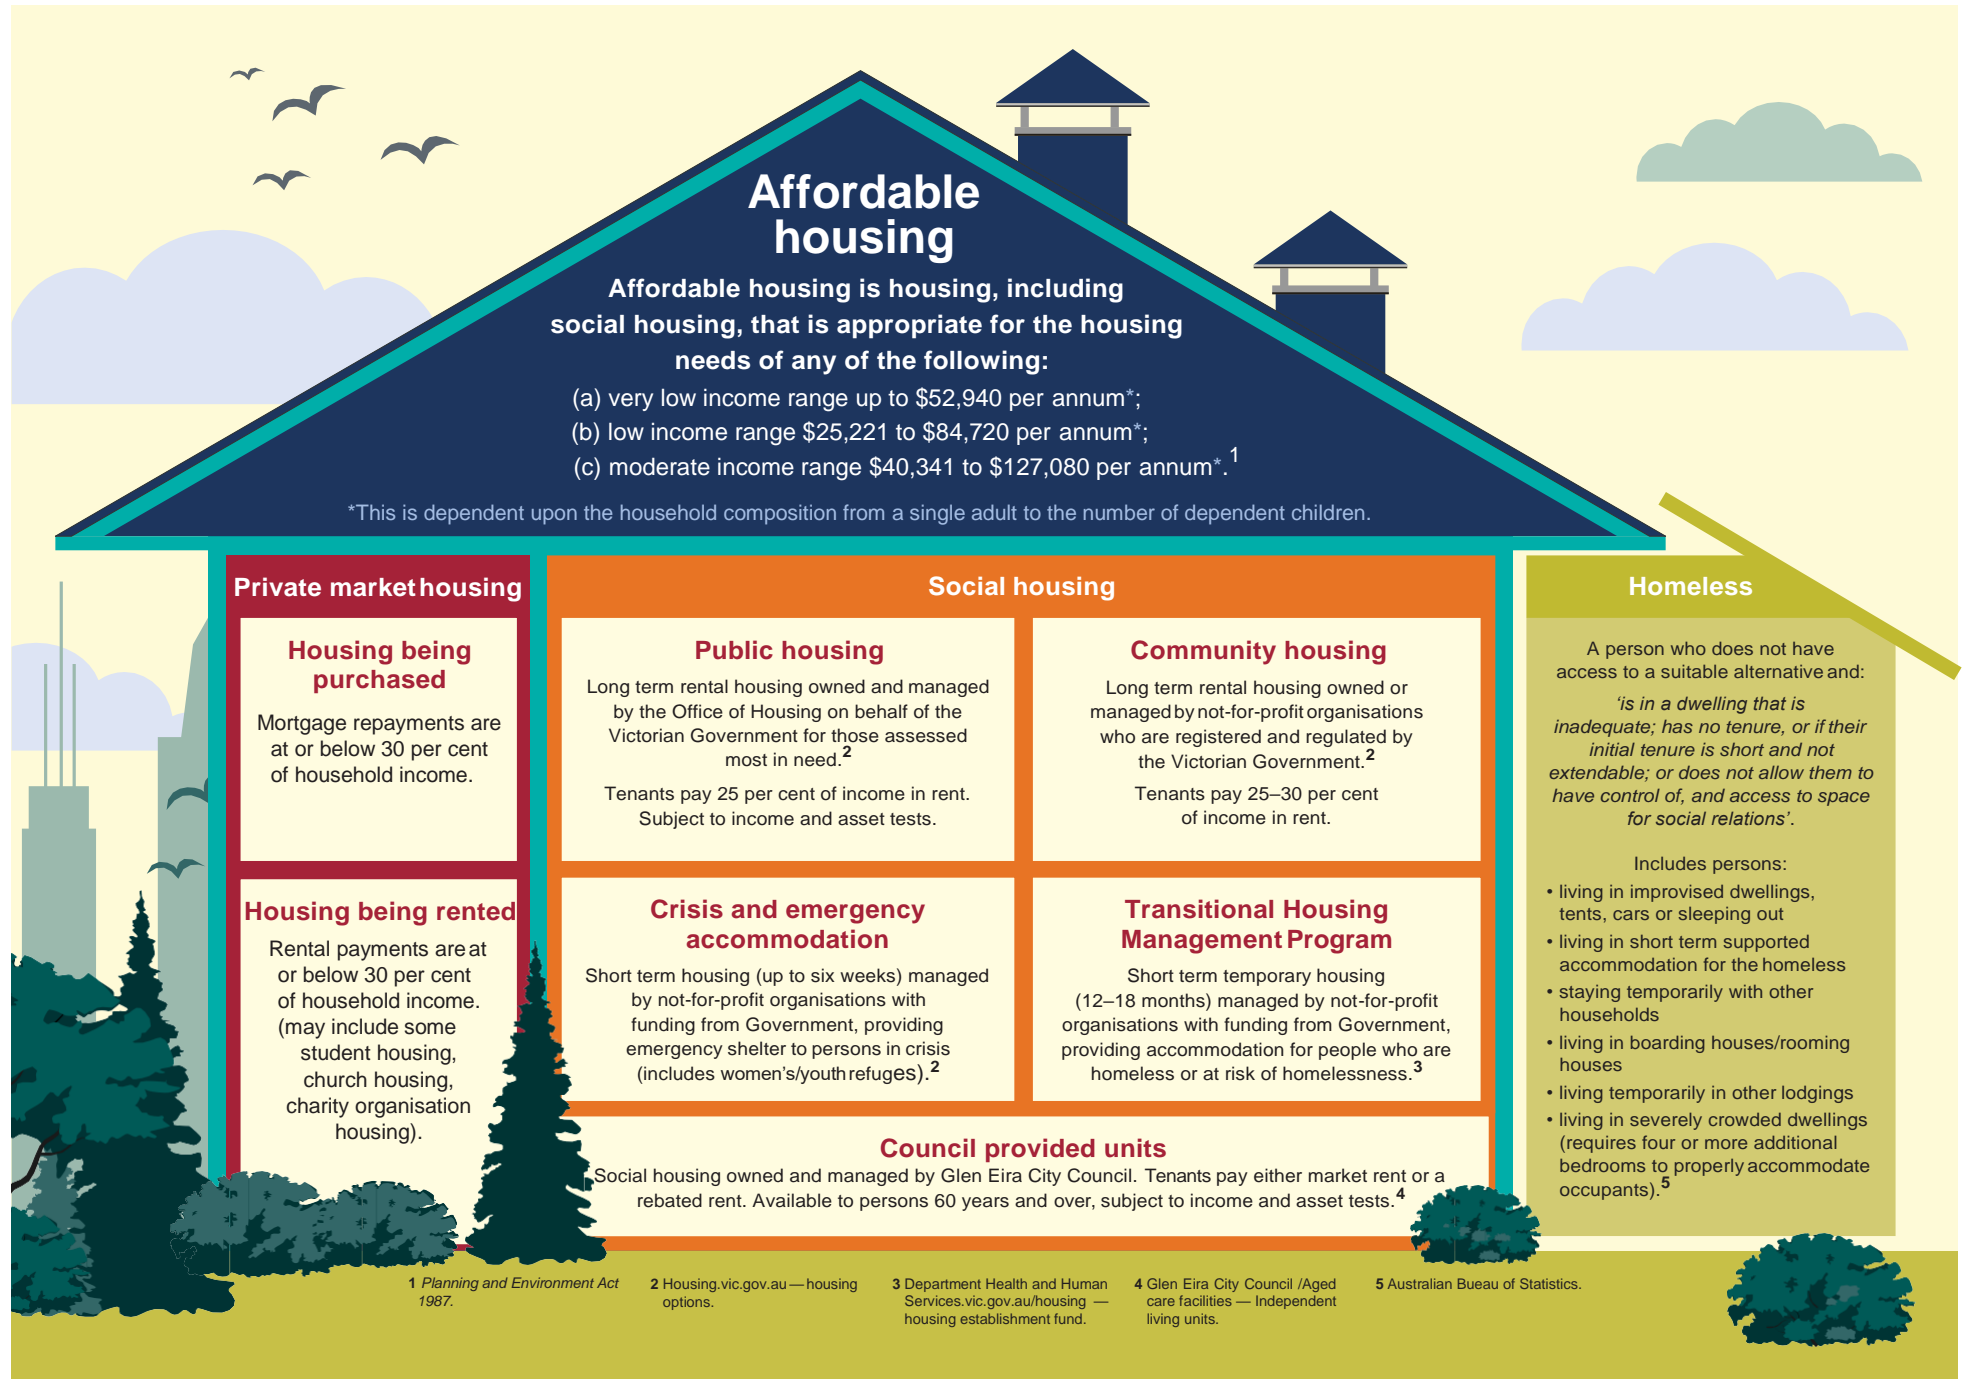 Affordable
housing
Affordable housing is housing, including
social housing, that is appropriate for the housing
needs of any of the following:
(a) very low income range up to $52,940 per annum*;
(b) low income range $25,221 to $84,720 per annum*;
(c) moderate income range $40,341 to $127,080 per annum*.1
*This is dependent upon the household composition from a single adult to the number of dependent children.
Private market housing
Housing being
purchased
Mortgage repayments are
at or below 30 per cent
of household income.
Housing being rented
Rental payments are at
or below 30 per cent
of household income.
(may include some
student housing,
church housing,
charity organisation
housing).
Social housing
Public housing
Long term rental housing owned and managed
by the Office of Housing on behalf of the
Victorian Government for those assessed
most in need.2
Tenants pay 25 per cent of income in rent.
Subject to income and asset tests.
Community housing
Long term rental housing owned or
managed by not-for-profit organisations
who are registered and regulated by
the Victorian Government.2
Tenants pay 25–30 per cent
of income in rent.
Crisis and emergency
accommodation
Short term housing (up to six weeks) managed
by not-for-profit organisations with
funding from Government, providing
emergency shelter to persons in crisis
(includes women's/youth refuges).2
Transitional Housing
Management Program
Short term temporary housing
(12–18 months) managed by not-for-profit
organisations with funding from Government,
providing accommodation for people who are
homeless or at risk of homelessness.3
Council provided units
Social housing owned and managed by Glen Eira City Council. Tenants pay either market rent or a
rebated rent. Available to persons 60 years and over, subject to income and asset tests.4
Homeless
A person who does not have
access to a suitable alternative and:
'is in a dwelling that is
inadequate; has no tenure, or if their
initial tenure is short and not
extendable; or does not allow them to
have control of, and access to space
for social relations'.
Includes persons:
• living in improvised dwellings,
tents, cars or sleeping out
• living in short term supported
accommodation for the homeless
• staying temporarily with other
households
• living in boarding houses/rooming
houses
• living temporarily in other lodgings
• living in severely crowded dwellings
(requires four or more additional
bedrooms to properly accommodate
occupants).5
1 Planning and Environment Act
1987.
2 Housing.vic.gov.au — housing
options.
3 Department Health and Human
Services.vic.gov.au/housing —
housing establishment fund.
4 Glen Eira City Council /Aged
care facilities — Independent
living units.
5 Australian Bueau of Statistics.